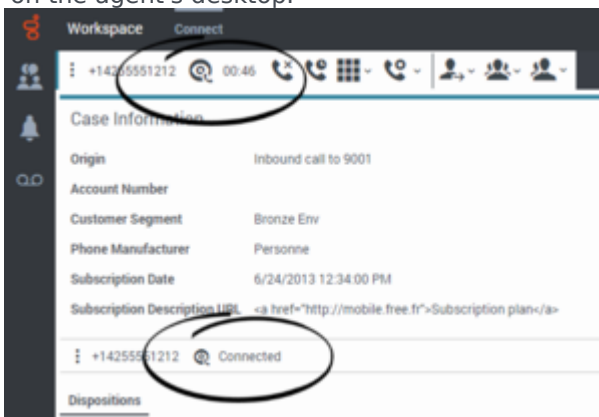 on the agent's desktop.
Workspace Connect
+14255551212 00:46
Case Information
Origin Inbound call to 9001
Account Number
Customer Segment Bronze Env
Phone Manufacturer Personne
Subscription Date 6/24/2013 12:34:00 PM
Subscription Description URL <a href="http://mobile.free.fr">Subscription plan</a>
+14255551212 Connected
Dispositions